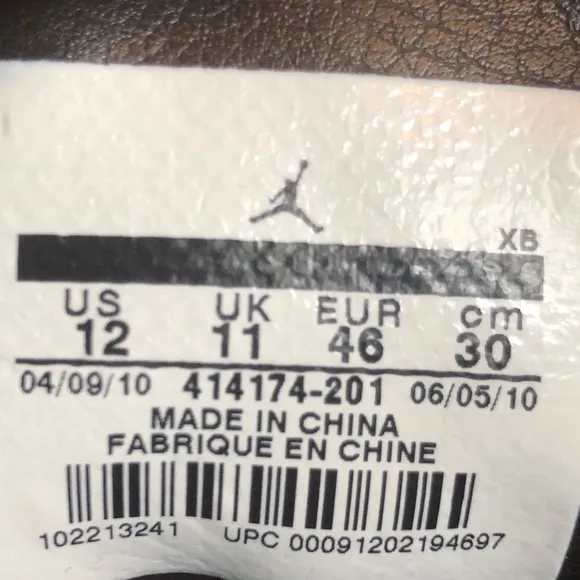 XB
US UK EUR cm
12 11 46 30
04/09/10 414174-201 06/05/10
MADE IN CHINA
FABRIQUE EN CHINE
102213241 UPC 00091202194697